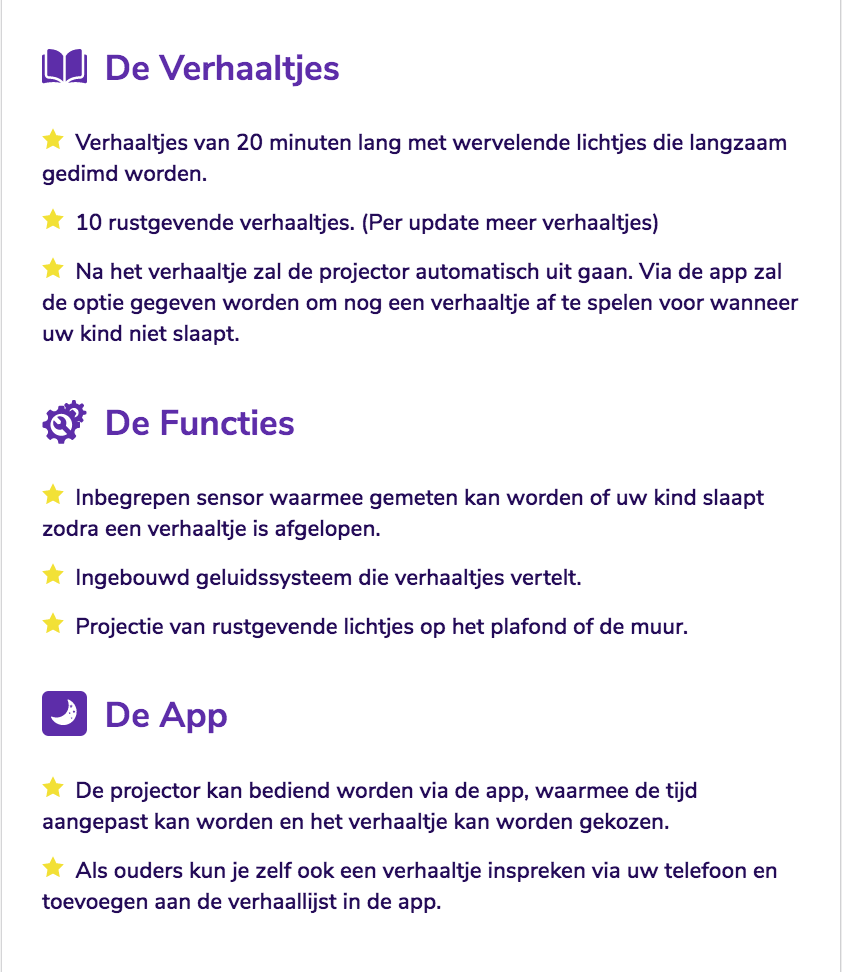 De Verhaaltjes
Verhaaltjes van 20 minuten lang met wervelende lichtjes die langzaam
gedimd worden.
10 rustgevende verhaaltjes. (Per update meer verhaaltjes)
Na het verhaaltje zal de projector automatisch uit gaan. Via de app zal
de optie gegeven worden om nog een verhaaltje af te spelen voor wanneer
uw kind niet slaapt.
De Functies
Inbegrepen sensor waarmee gemeten kan worden of uw kind slaapt
zodra een verhaaltje is afgelopen.
Ingebouwd geluidssysteem die verhaaltjes vertelt.
Projectie van rustgevende lichtjes op het plafond of de muur.
De App
De projector kan bediend worden via de app, waarmee de tijd
aangepast kan worden en het verhaaltje kan worden gekozen.
Als ouders kun je zelf ook een verhaaltje inspreken via uw telefoon en
toevoegen aan de verhaallijst in de app.